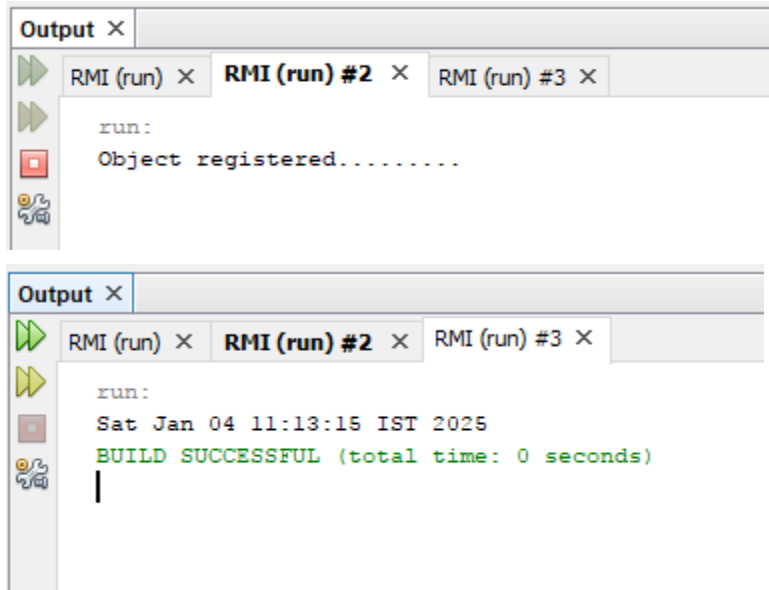 Output ×
RMI (run) × RMI (run) #2 × RMI (run) #3 ×
run:
Object registered.........
Output ×
RMI (run) × RMI (run) #2 × RMI (run) #3 ×
run:
Sat Jan 04 11:13:15 IST 2025
BUILD SUCCESSFUL (total time: 0 seconds)